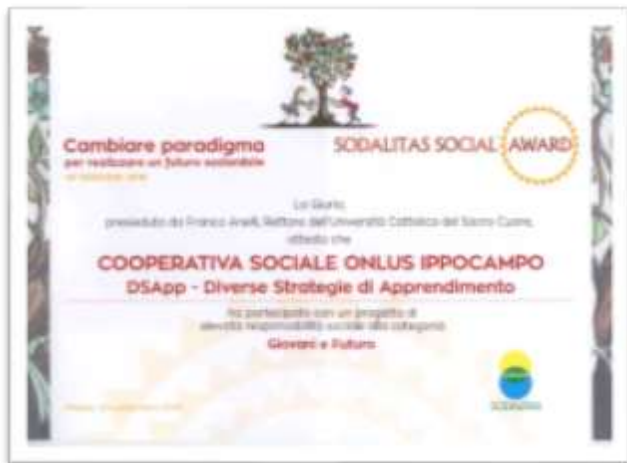 Cambiare paradigma
per realizzare un futuro sostenibile
SODALITAS SOCIAL AWARD
La Giuria,
presieduta da Franco Anelli, Rettore dell'Università Cattolica del Sacro Cuore,
attesta che
COOPERATIVA SOCIALE ONLUS IPPOCAMPO
DSApp - Diverse Strategie di Apprendimento
ha partecipato con un progetto di
elevata responsabilità sociale alla categoria
Giovani e Futuro
SODALITAS